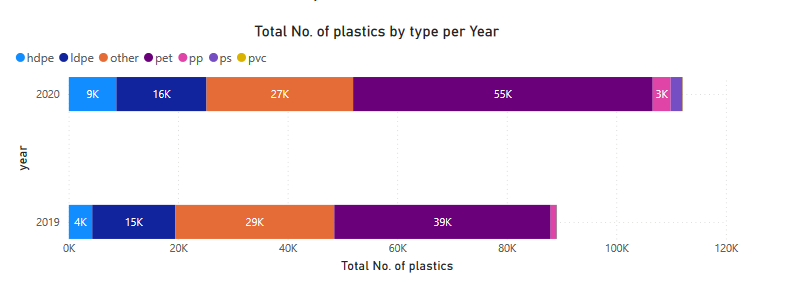 Total No. of plastics by type per Year
hdpe ldpe other pet pp ps pvc
2020 9K 16K 27K 55K 3K
year
2019 4K 15K 29K 39K
0K 20K 40K 60K 80K 100K 120K
Total No. of plastics